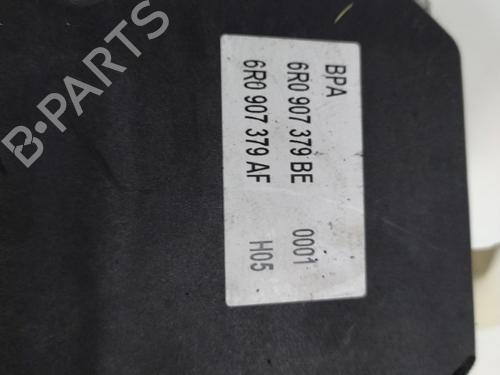 BPA
6R0 907 379 BE 0001
6R0 907 379 AF H05
B-PARTS